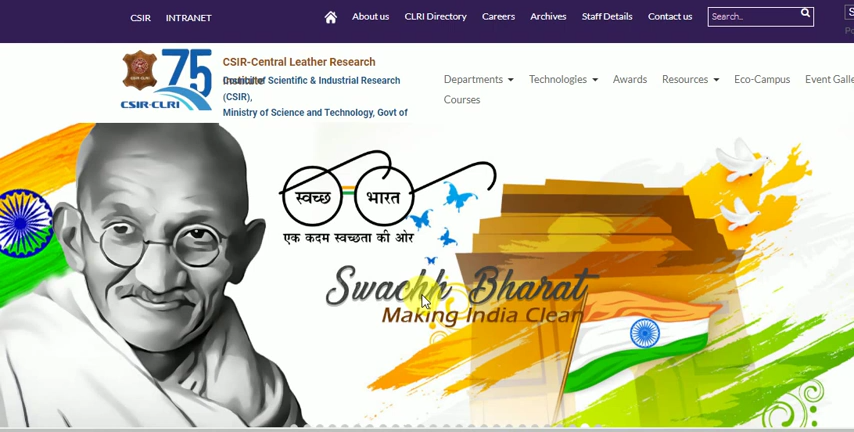 CSIR INTRANET About us CLRI Directory Careers Archives Staff Details Contact us Search..
75
CSIR-CLRI
CSIR-Central Leather Research
Institute
Council of Scientific & Industrial Research
(CSIR),
Ministry of Science and Technology, Govt of
Departments Technologies Awards Resources Eco-Campus Event Galle
Courses
स्वच्छ भारत
एक कदम स्वच्छता की ओर
Swachh Bharat
Making India Clean